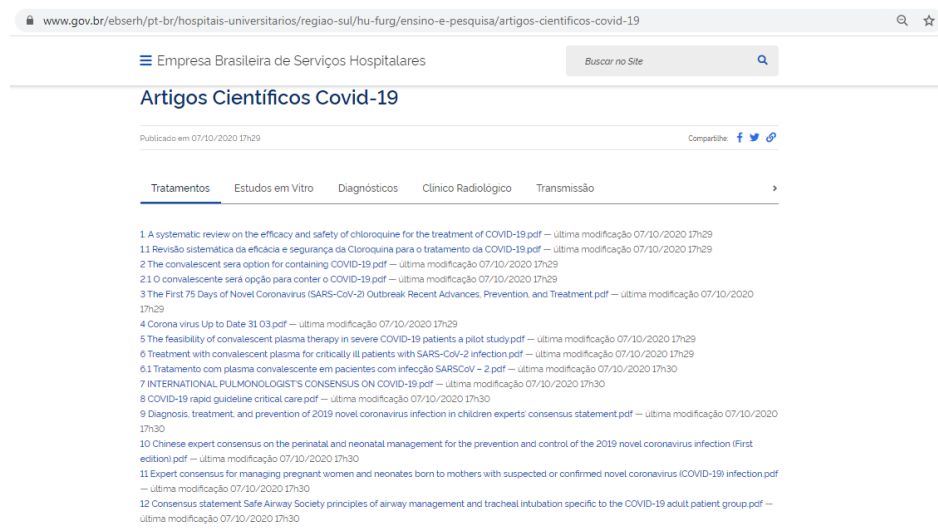 www.gov.br/ebserh/pt-br/hospitais-universitarios/regiao-sul/hu-furg/ensino-e-pesquisa/artigos-cientificos-covid-19
Empresa Brasileira de Serviços Hospitalares
Buscar no Site
Artigos Científicos Covid-19
Publicado em 07/10/2020 17h29
Compartilhe:
Tratamentos Estudos em Vitro Diagnósticos Clínico Radiológico Transmissão
1 A systematic review on the efficacy and safety of chloroquine for the treatment of COVID-19.pdf — última modificação 07/10/2020 17h29
1.1 Revisão sistemática da eficácia e segurança da Cloroquina para o tratamento da COVID-19.pdf — última modificação 07/10/2020 17h29
2 The convalescent sera option for containing COVID-19.pdf — última modificação 07/10/2020 17h29
2.1 O convalescente será opção para conter o COVID-19.pdf — última modificação 07/10/2020 17h29
3 The First 75 Days of Novel Coronavirus (SARS-CoV-2) Outbreak Recent Advances, Prevention, and Treatment.pdf — última modificação 07/10/2020
17h29
4 Corona virus Up to Date 31 03.pdf — última modificação 07/10/2020 17h29
5 The feasibility of convalescent plasma therapy in severe COVID-19 patients a pilot study.pdf — última modificação 07/10/2020 17h29
6 Treatment with convalescent plasma for critically ill patients with SARS-CoV-2 infection.pdf — última modificação 07/10/2020 17h29
6.1 Tratamento com plasma convalescente em pacientes com infecção SARSCoV – 2.pdf — última modificação 07/10/2020 17h30
7 INTERNATIONAL PULMONOLOGIST'S CONSENSUS ON COVID-19.pdf — última modificação 07/10/2020 17h30
8 COVID-19 rapid guideline critical care.pdf — última modificação 07/10/2020 17h30
9 Diagnosis, treatment, and prevention of 2019 novel coronavirus infection in children experts' consensus statement.pdf — última modificação 07/10/2020
17h30
10 Chinese expert consensus on the perinatal and neonatal management for the prevention and control of the 2019 novel coronavirus infection (First
edition).pdf — última modificação 07/10/2020 17h30
11 Expert consensus for managing pregnant women and neonates born to mothers with suspected or confirmed novel coronavirus (COVID-19) infection.pdf
— última modificação 07/10/2020 17h30
12 Consensus statement Safe Airway Society principles of airway management and tracheal intubation specific to the COVID-19 adult patient group.pdf —
última modificação 07/10/2020 17h30